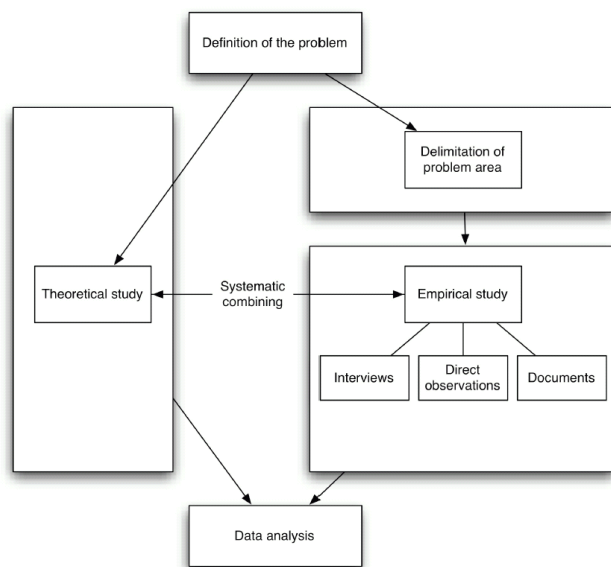 Definition of the problem
Delimitation of
problem area
Theoretical study
Systematic
combining
Empirical study
Interviews
Direct
observations
Documents
Data analysis